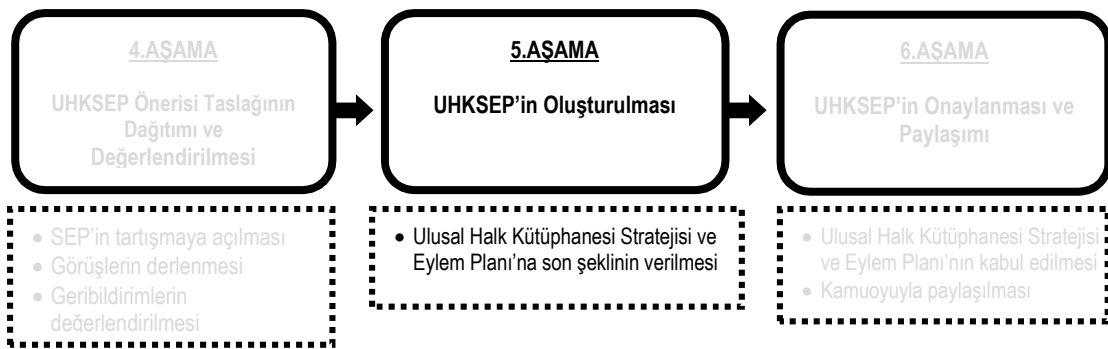 4.AŞAMA
UHKSEP Önerisi Taslağının
Dağıtımı ve
Değerlendirilmesi
• SEP'in tartışmaya açılması
• Görüşlerin derlenmesi
• Geribildirimlerin
değerlendirilmesi
5.AŞAMA
UHKSEP'in Oluşturulması
• Ulusal Halk Kütüphanesi Stratejisi ve
Eylem Planı'na son şeklinin verilmesi
6.AŞAMA
UHKSEP'in Onaylanması ve
Paylaşımı
• Ulusal Halk Kütüphanesi Stratejisi
ve Eylem Planı'nın kabul edilmesi
• Kamuoyuyla paylaşılması